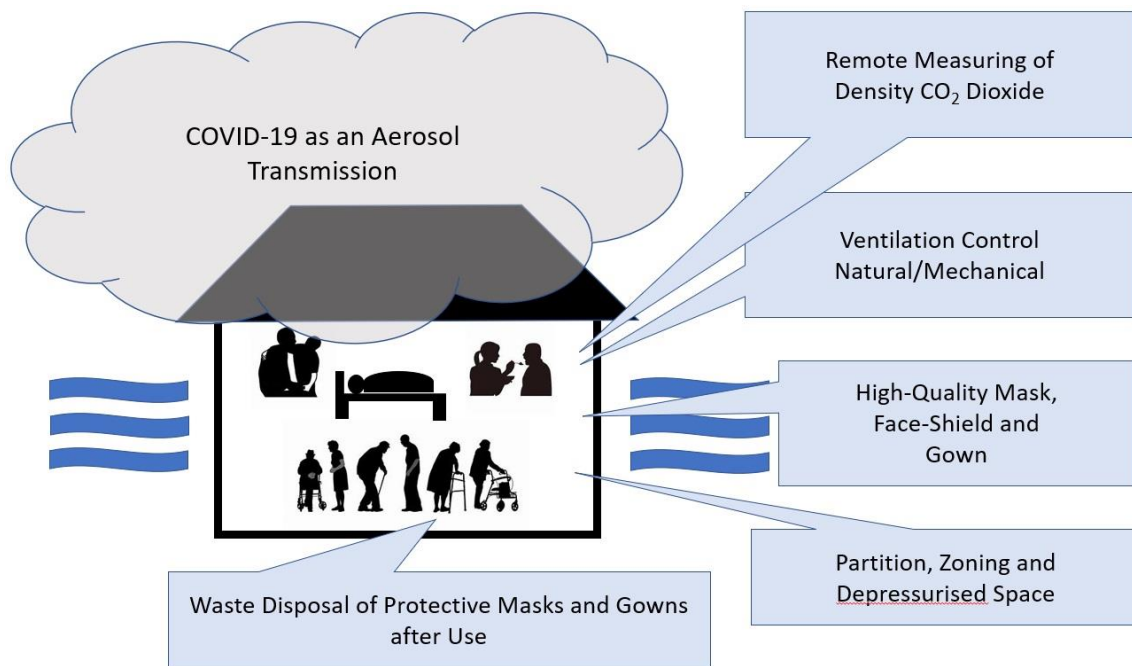 COVID-19 as an Aerosol
Transmission
Remote Measuring of
Density CO₂ Dioxide
Ventilation Control
Natural/Mechanical
High-Quality Mask,
Face-Shield and
Gown
Partition, Zoning and
Depressurised Space
Waste Disposal of Protective Masks and Gowns
after Use